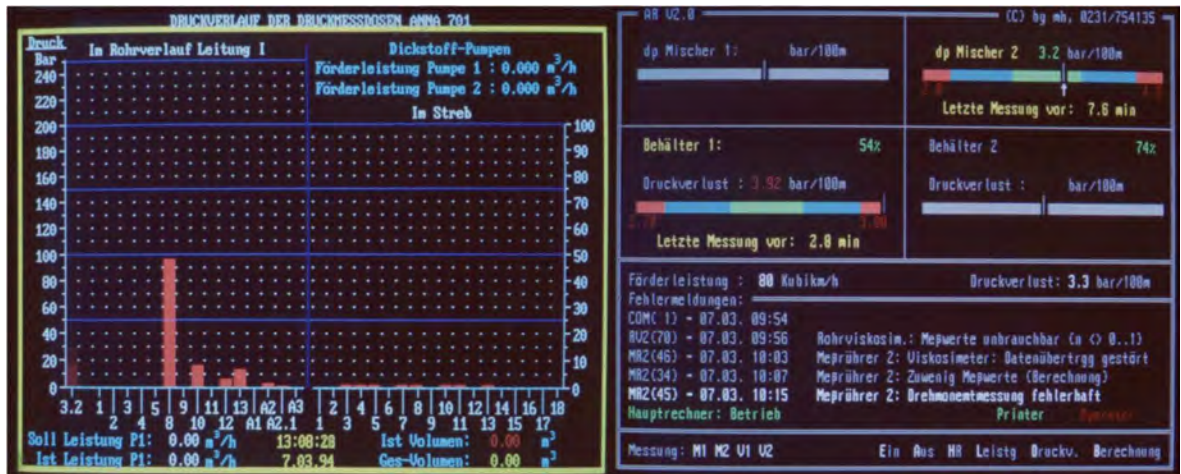 DRUCKVERLAUF DER DRUCKMESSDOSEN ANNA 701
Druck
Bar
Im Rohrverlauf Leitung I
Dickstoff-Pumpen
Förderleistung Pumpe 1 : 0.000 m³/h
Förderleistung Pumpe 2 : 0.000 m³/h
Im Streb
240
220
200
180
160
140
120
100
80
60
40
20
0
100
90
80
70
60
50
40
30
20
10
0
3.2 1 3 5 9 11 13 A2 A3
2 4 8 10 12 A1 A2.1
1 3 5 7 9 11 13 15 17
2 4 6 8 10 12 14 16 18
Soll Leistung P1: 0.00 m³/h 13:08:28 Ist Volumen: 0.00 m³
Ist Leistung P1: 0.00 m³/h 7.03.94 Ges-Volumen: 0.00 m³
AR V2.0 (C) bg mh, 0231/754135
dp Mischer 1: bar/100m
dp Mischer 2 3.2 bar/100m
Letzte Messung vor: 7.6 min
Behälter 1: 54%
Druckverlust : 3.92 bar/100m
Letzte Messung vor: 2.8 min
Behälter 2 74%
Druckverlust : bar/100m
Förderleistung : 80 Kubikm/h Druckverlust: 3.3 bar/100m
Fehlermeldungen:
COM( 1) - 07.03. 09:54
RV2(70) - 07.03. 09:56 Rohrviskosim.: Meßwerte unbrauchbar (n <> 0..1)
MR2(46) - 07.03. 10:03 Meßrührer 2: Viskosimeter: Datenübertrgg gestört
MR2(34) - 07.03. 10:07 Meßrührer 2: Zuwenig Meßwerte (Berechnung)
MR2(45) - 07.03. 10:15 Meßrührer 2: Drehmonentmessung fehlerhaft
Hauptrechner: Betrieb Printer
Messung: M1 M2 V1 V2 Ein Aus HR Leistg Druckv. Berechnung